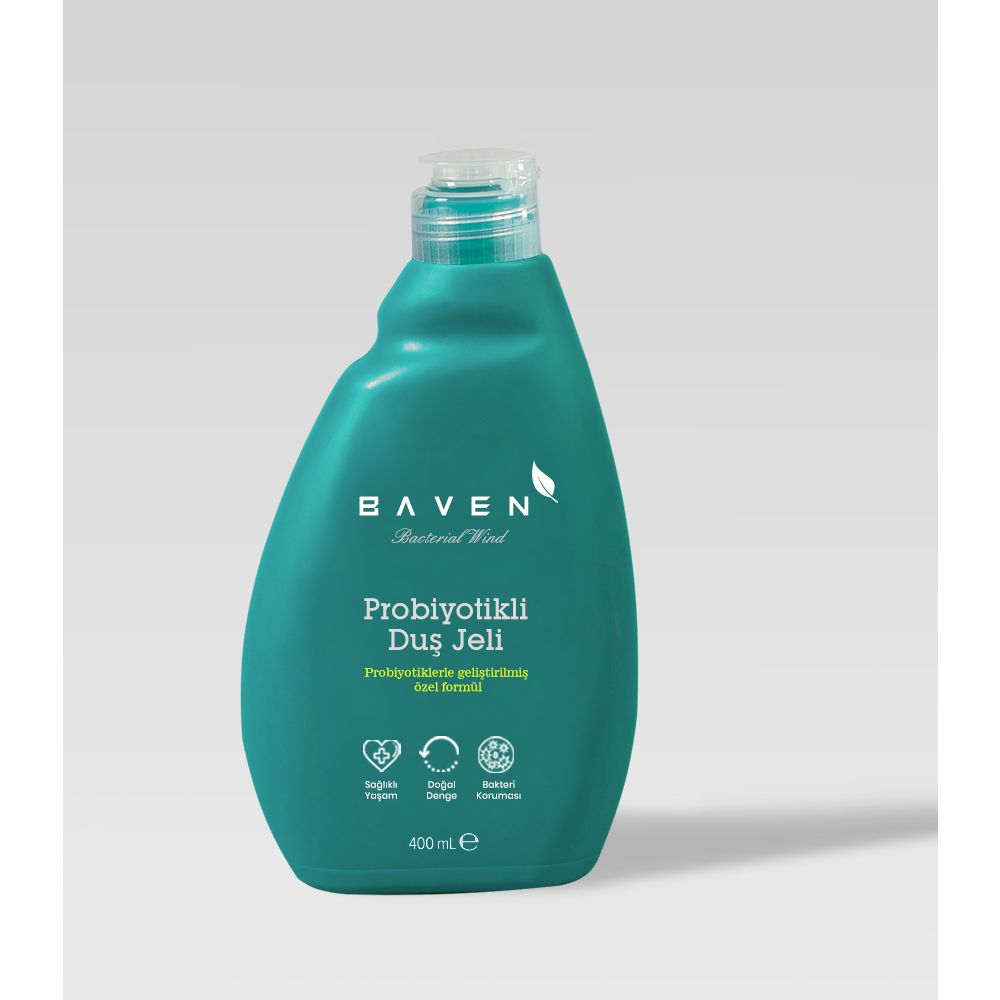 BAVEN
Bacterial Wind
Probiyotikli
Duş Jeli
Probiyotiklerle geliştirilmiş
özel formül
Sağlıklı
Yaşam
Doğal
Denge
Bakteri
Koruması
400 mL ℮